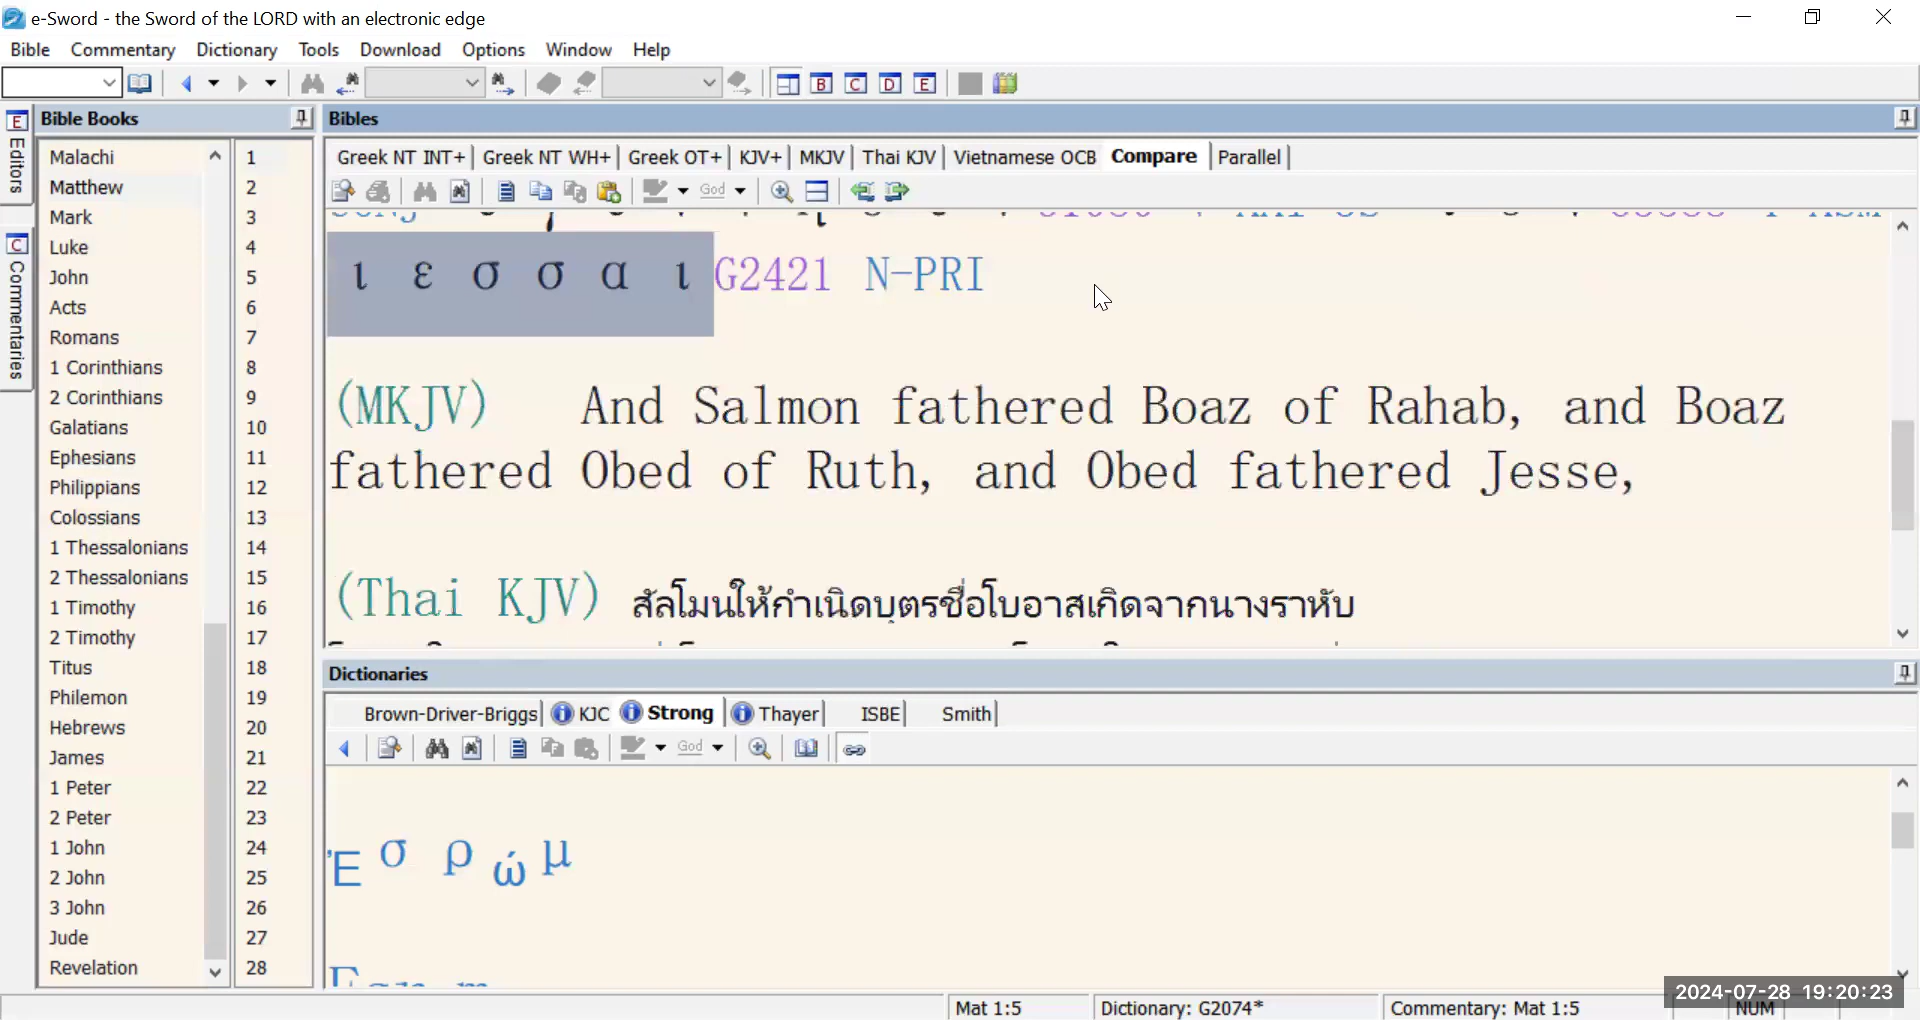 e-Sword - the Sword of the LORD with an electronic edge
Bible Commentary Dictionary Tools Download Options Window Help
B C D E
E Editors
C Commentaries
Bible Books
Malachi
Matthew
Mark
Luke
John
Acts
Romans
1 Corinthians
2 Corinthians
Galatians
Ephesians
Philippians
Colossians
1 Thessalonians
2 Thessalonians
1 Timothy
2 Timothy
Titus
Philemon
Hebrews
James
1 Peter
2 Peter
1 John
2 John
3 John
Jude
Revelation
1
2
3
4
5
6
7
8
9
10
11
12
13
14
15
16
17
18
19
20
21
22
23
24
25
26
27
28
Bibles
Greek NT INT+ Greek NT WH+ Greek OT+ KJV+ MKJV Thai KJV Vietnamese OCB Compare Parallel
God
ι ε σ σ α ι G2421 N-PRI
(MKJV) And Salmon fathered Boaz of Rahab, and Boaz
fathered Obed of Ruth, and Obed fathered Jesse,
(Thai KJV) สัลโมนให้กำเนิดบุตรชื่อโบอาสเกิดจากนางราหับ
Dictionaries
Brown-Driver-Briggs KJC Strong Thayer ISBE Smith
God
Ἐσρώμ
2024-07-28 19:20:23
Mat 1:5 Dictionary: G2074* Commentary: Mat 1:5 NUM